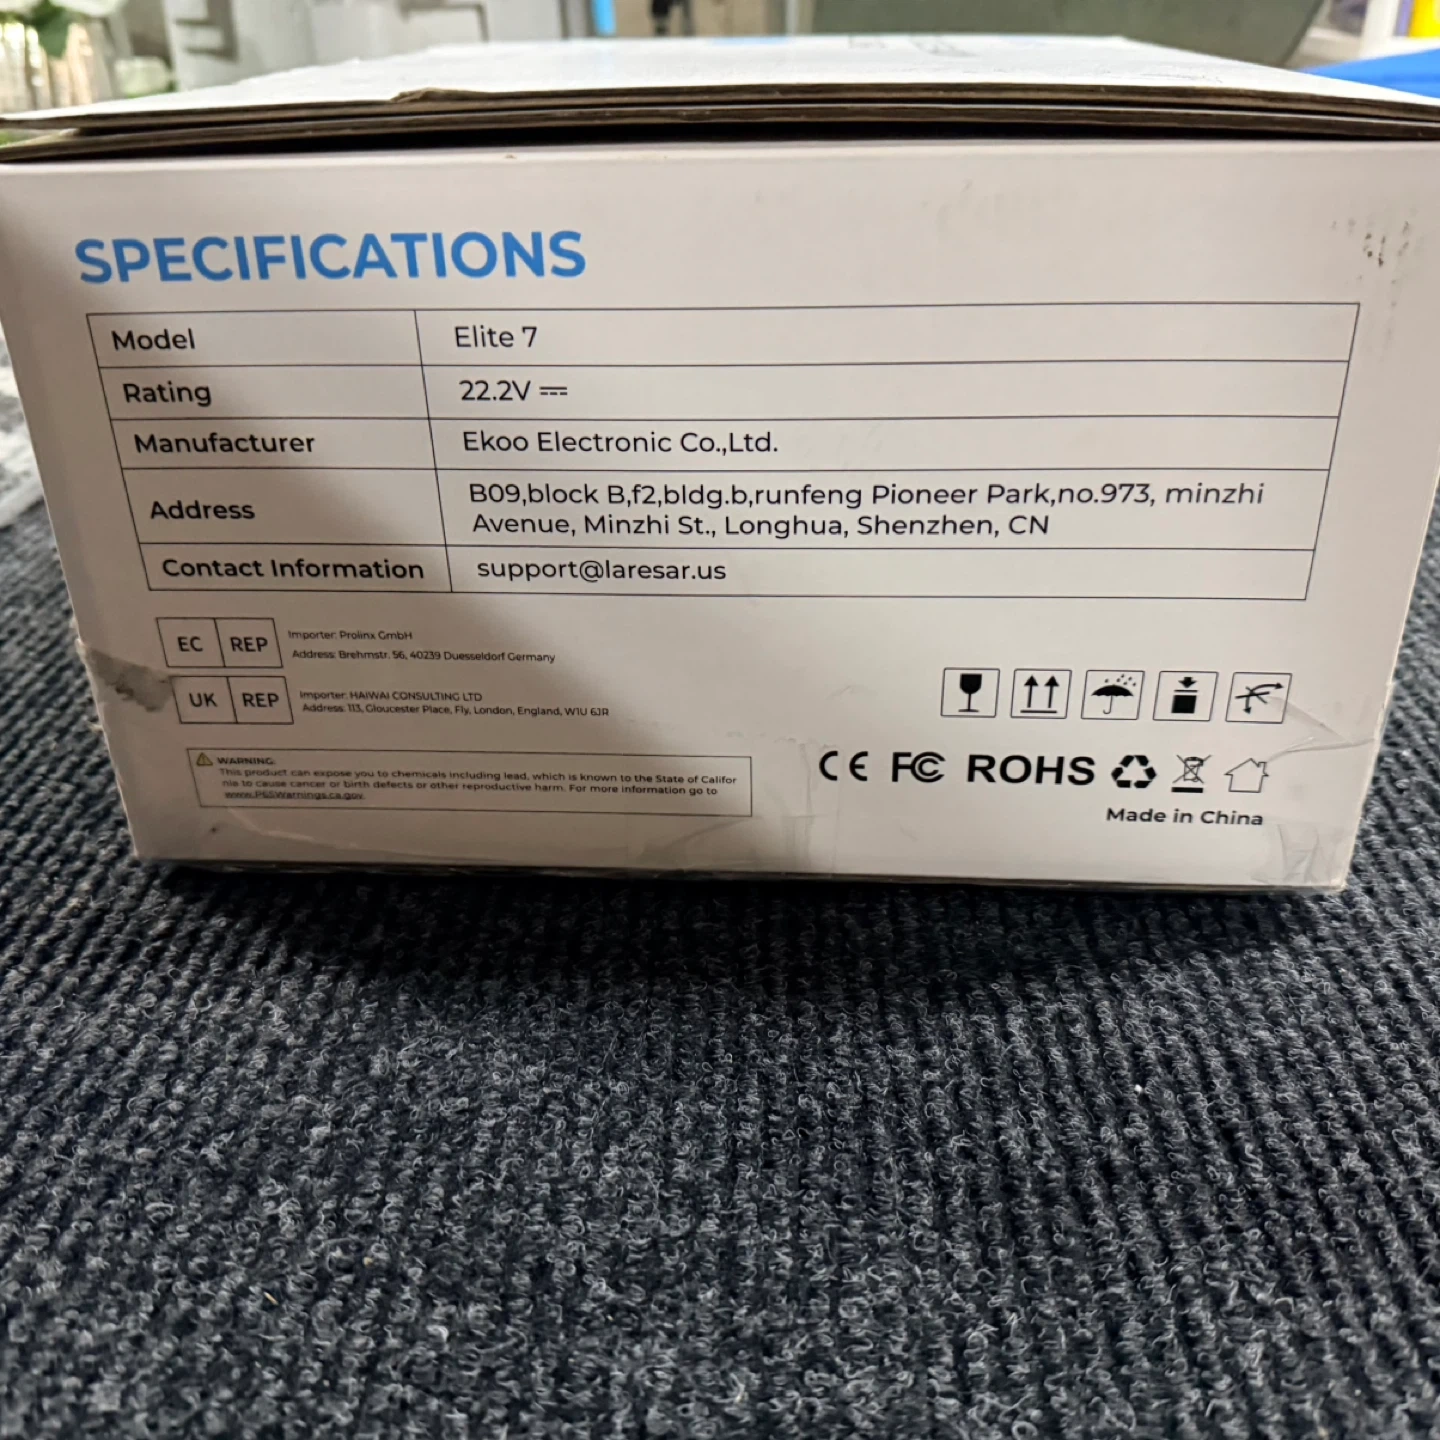 SPECIFICATIONS
Model Elite 7
Rating 22.2V ⎓
Manufacturer Ekoo Electronic Co.,Ltd.
Address B09,block B,f2,bldg.b,runfeng Pioneer Park,no.973, minzhi
Avenue, Minzhi St., Longhua, Shenzhen, CN
Contact Information support@laresar.us
EC REP Importer: Prolinx GmbH
Address: Brehmstr. 56, 40239 Duesseldorf Germany
UK REP Importer: HAIWAI CONSULTING LTD
Address: 113, Gloucester Place, Fly, London, England, W1U 6JR
WARNING:
This product can expose you to chemicals including lead, which is known to the State of Califor
nia to cause cancer or birth defects or other reproductive harm. For more information go to
www.P65Warnings.ca.gov.
CE FC ROHS
Made in China